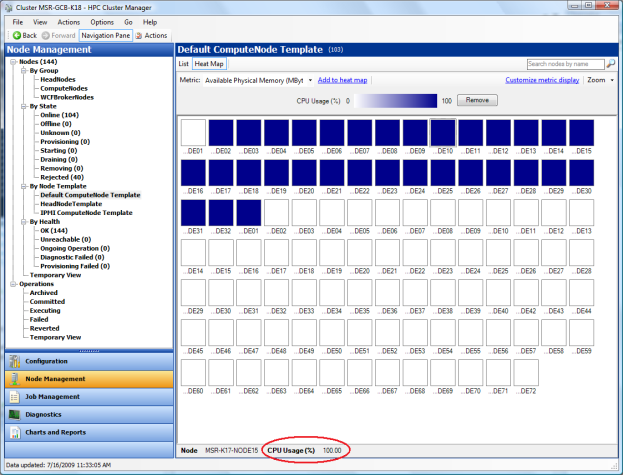 Cluster MSR-GCB-K18 - HPC Cluster Manager
File View Actions Options Go Help
Back Forward Navigation Pane Actions
Node Management
Nodes (144)
By Group
HeadNodes
ComputeNodes
WCFBrokerNodes
By State
Online (104)
Offline (0)
Unknown (0)
Provisioning (0)
Starting (0)
Draining (0)
Removing (0)
Rejected (40)
By Node Template
Default ComputeNode Template
HeadNodeTemplate
IPMI ComputeNode Template
By Health
OK (144)
Unreachable (0)
Ongoing Operation (0)
Diagnostic Failed (0)
Provisioning Failed (0)
Temporary View
Operations
Archived
Committed
Executing
Failed
Reverted
Temporary View
Configuration
Node Management
Job Management
Diagnostics
Charts and Reports
Default ComputeNode Template (103)
List Heat Map
Search nodes by name
Metric: Available Physical Memory (MByt Add to heat map Customize metric display Zoom
CPU Usage (%) 0 100 Remove
...DE01 ...DE02 ...DE03 ...DE04 ...DE05 ...DE06 ...DE07 ...DE08 ...DE09 ...DE10 ...DE11 ...DE12 ...DE13 ...DE14 ...DE15
...DE16 ...DE17 ...DE18 ...DE19 ...DE20 ...DE21 ...DE22 ...DE23 ...DE24 ...DE25 ...DE26 ...DE27 ...DE28 ...DE29 ...DE30
...DE31 ...DE32 ...DE01 ...DE02 ...DE03 ...DE04 ...DE05 ...DE06 ...DE07 ...DE08 ...DE09 ...DE10 ...DE11 ...DE12 ...DE13
...DE14 ...DE15 ...DE16 ...DE17 ...DE18 ...DE19 ...DE20 ...DE21 ...DE22 ...DE23 ...DE24 ...DE25 ...DE26 ...DE27 ...DE28
...DE29 ...DE30 ...DE31 ...DE32 ...DE33 ...DE34 ...DE35 ...DE36 ...DE37 ...DE38 ...DE39 ...DE40 ...DE42 ...DE43 ...DE44
...DE45 ...DE46 ...DE47 ...DE48 ...DE49 ...DE50 ...DE51 ...DE52 ...DE53 ...DE54 ...DE55 ...DE56 ...DE57 ...DE58 ...DE59
...DE60 ...DE61 ...DE62 ...DE63 ...DE64 ...DE65 ...DE66 ...DE67 ...DE68 ...DE69 ...DE70 ...DE71 ...DE72
Node MSR-K17-NODE15 CPU Usage (%) 100.00
Data updated: 7/16/2009 11:33:05 AM